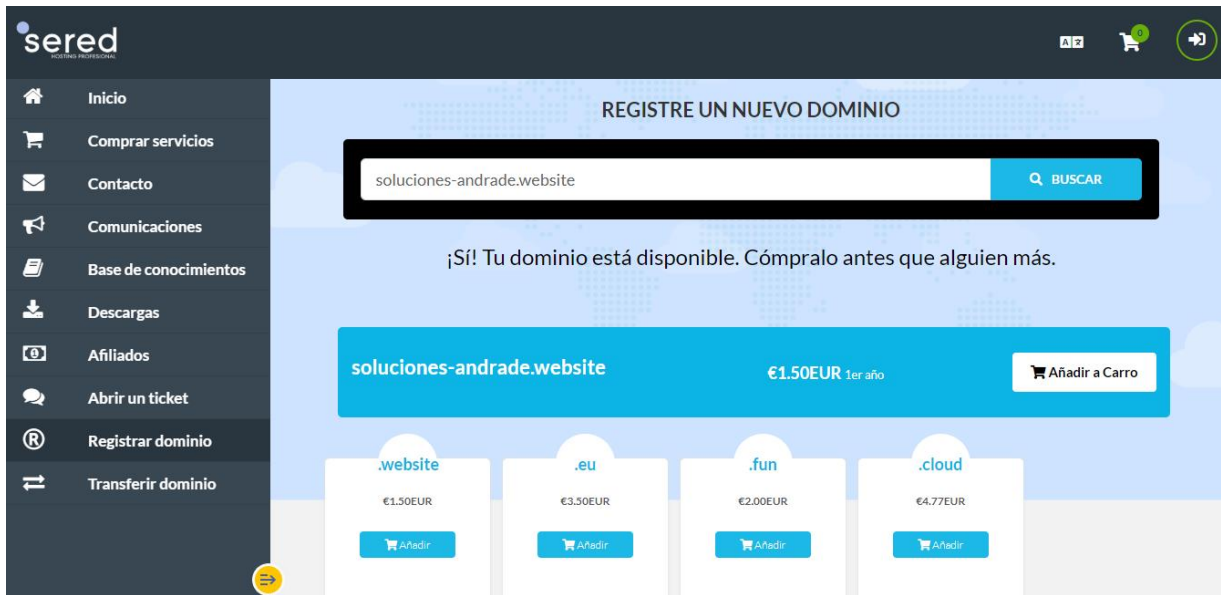 sered
HOSTING PROFESIONAL
0
Inicio
Comprar servicios
Contacto
Comunicaciones
Base de conocimientos
Descargas
Afiliados
Abrir un ticket
Registrar dominio
Transferir dominio
REGISTRE UN NUEVO DOMINIO
soluciones-andrade.website
BUSCAR
¡Sí! Tu dominio está disponible. Cómpralo antes que alguien más.
soluciones-andrade.website €1.50EUR 1er año Añadir a Carro
.website .eu .fun .cloud
€1.50EUR €3.50EUR €2.00EUR €4.77EUR
Añadir Añadir Añadir Añadir